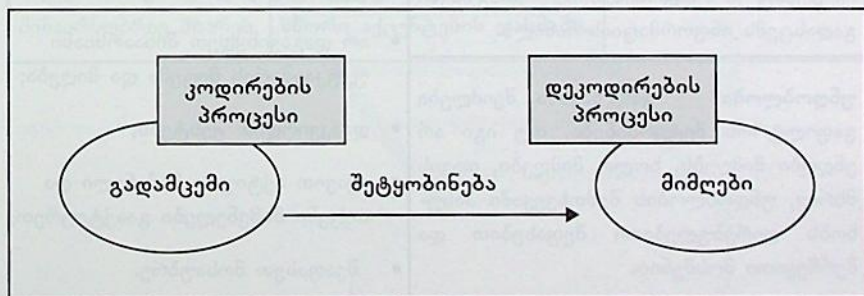 კოდირების
პროცესი
დეკოდირების
პროცესი
გადამცემი
შეტყობინება
მიმღები